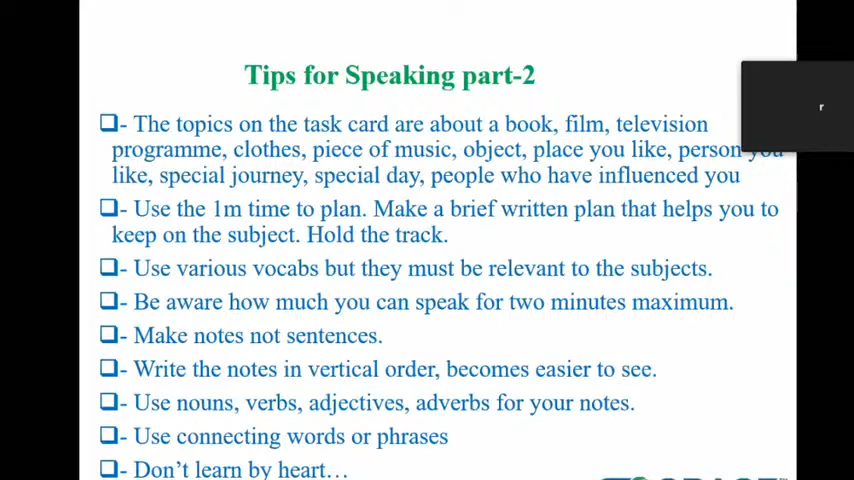 Tips for Speaking part-2
❑- The topics on the task card are about a book, film, television
programme, clothes, piece of music, object, place you like, person you
like, special journey, special day, people who have influenced you
❑- Use the 1m time to plan. Make a brief written plan that helps you to
keep on the subject. Hold the track.
❑- Use various vocabs but they must be relevant to the subjects.
❑- Be aware how much you can speak for two minutes maximum.
❑- Make notes not sentences.
❑- Write the notes in vertical order, becomes easier to see.
❑- Use nouns, verbs, adjectives, adverbs for your notes.
❑- Use connecting words or phrases
❑- Don’t learn by heart…
r